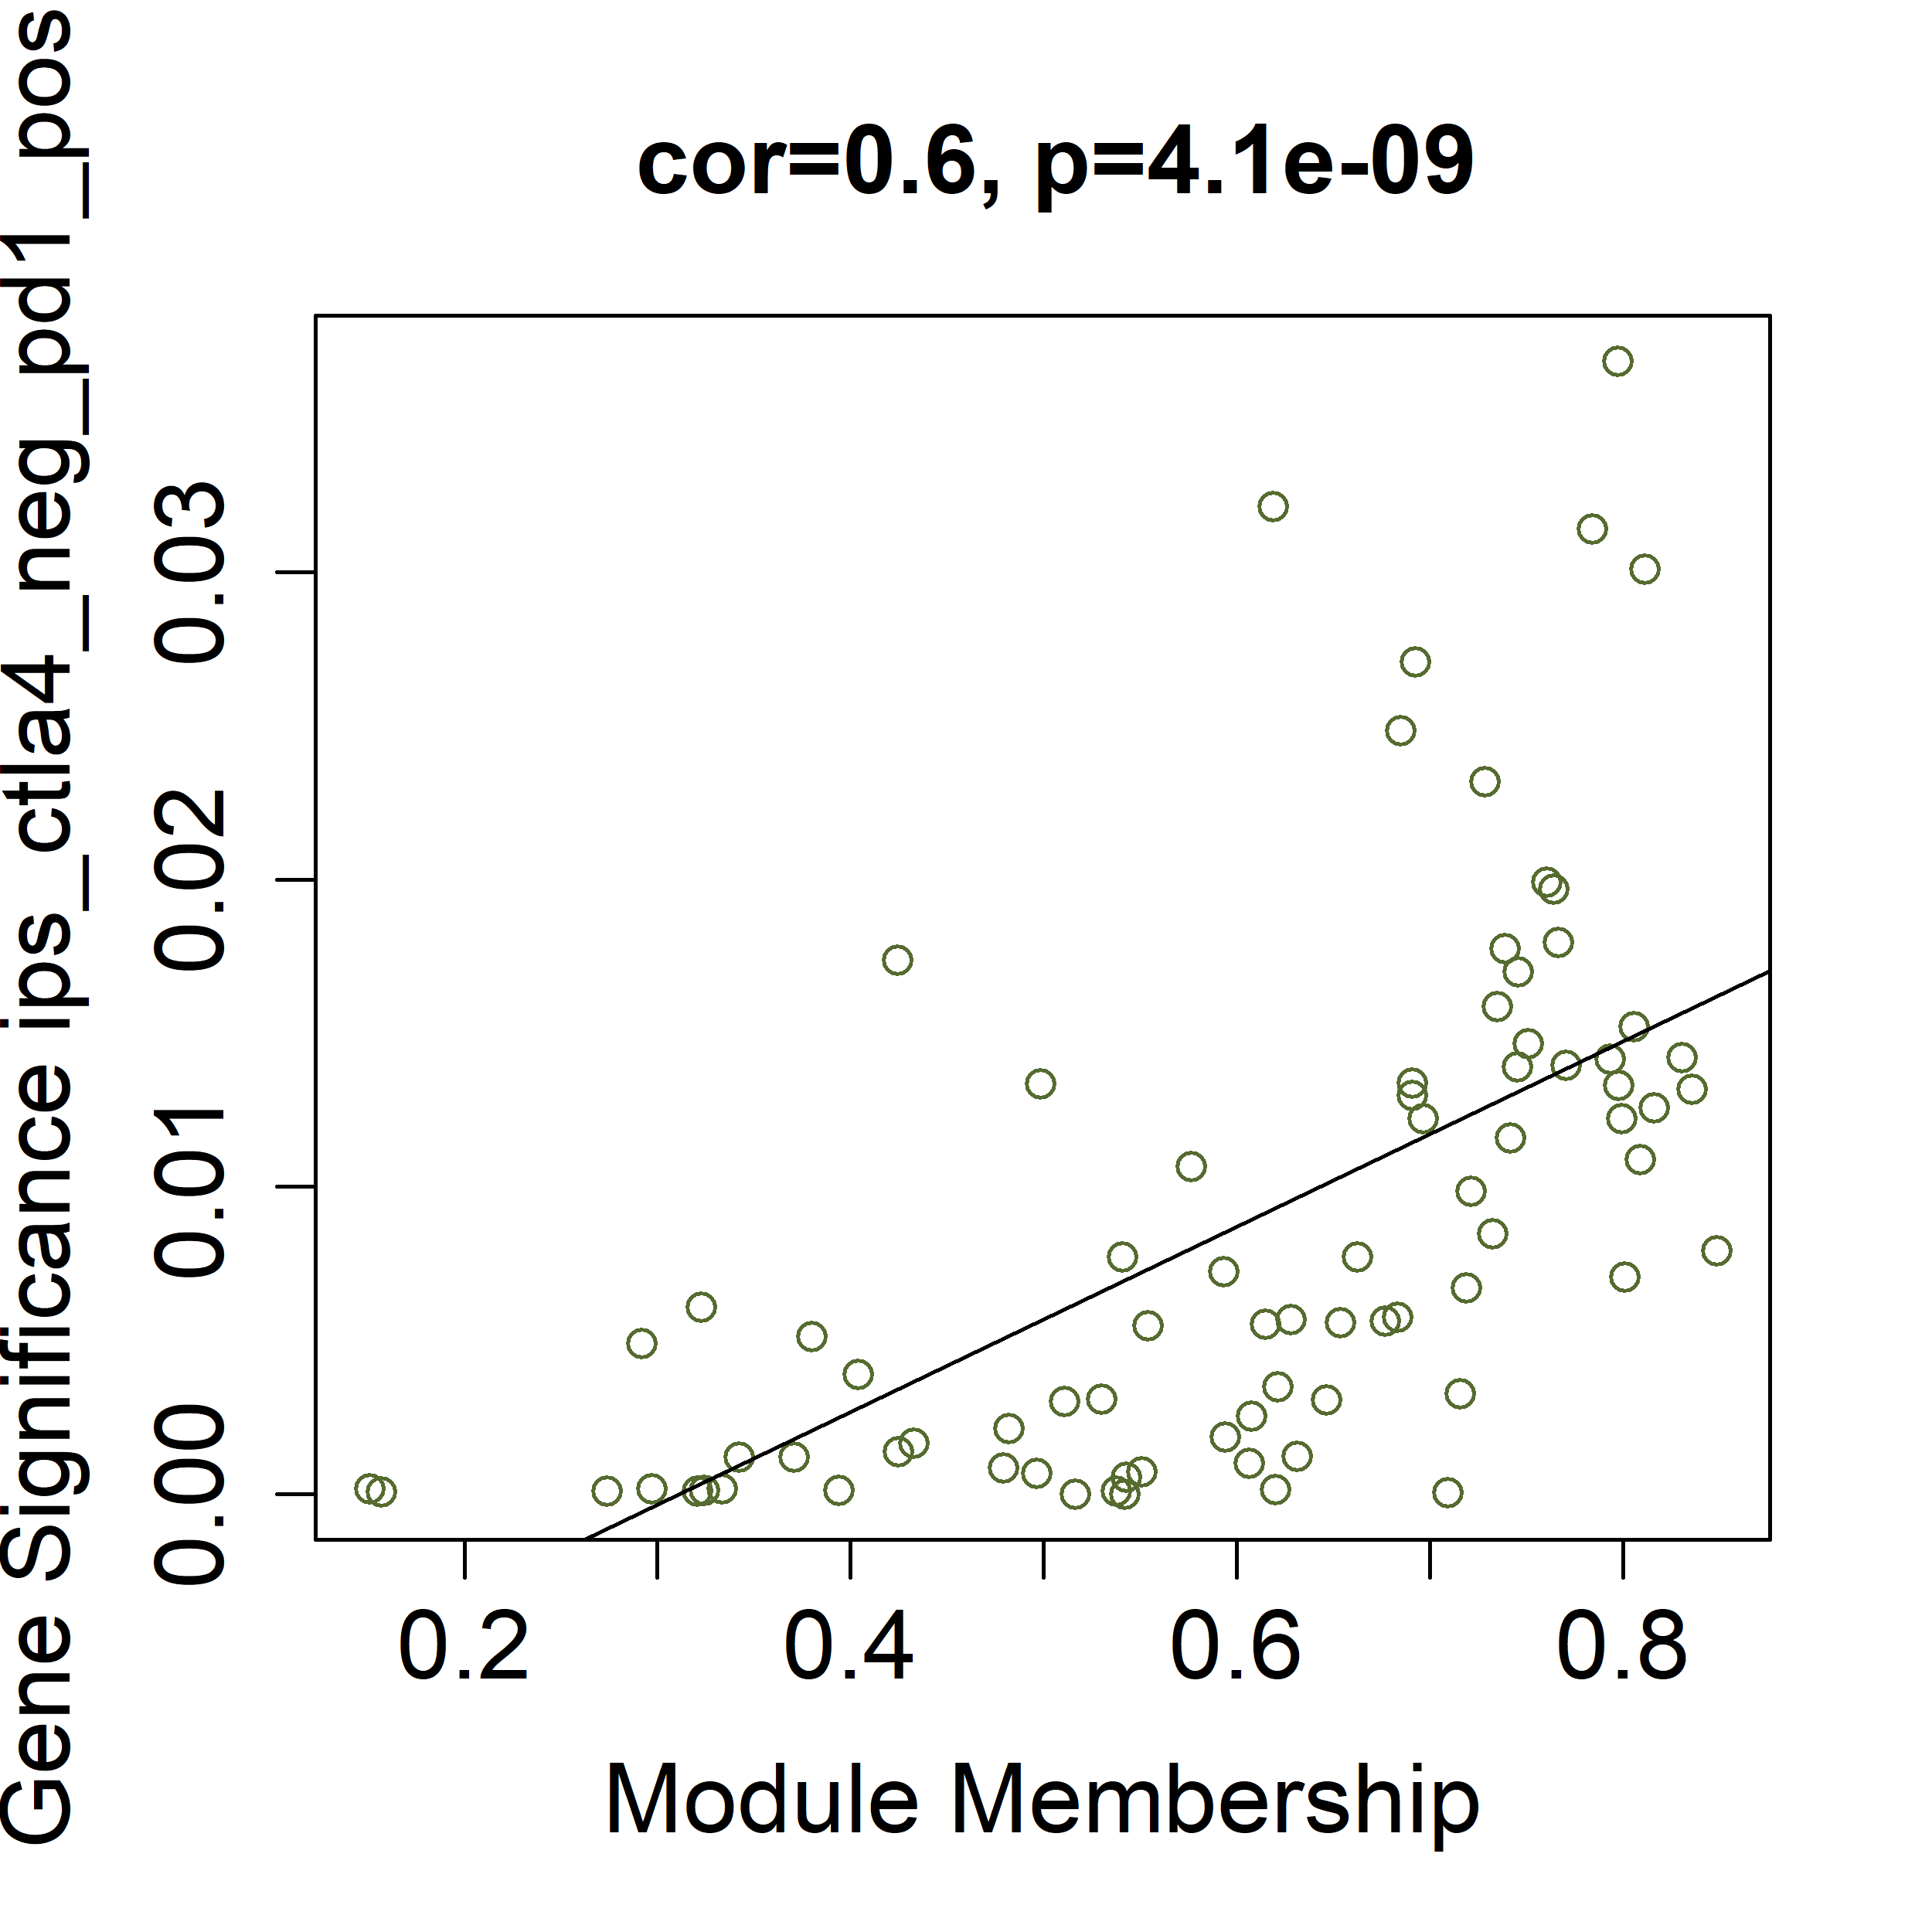 cor=0.6, p=4.1e-09
Gene Significance ips_ctla4_neg_pd1_pos
0.03
0.02
0.01
0.00
0.2 0.4 0.6 0.8
Module Membership